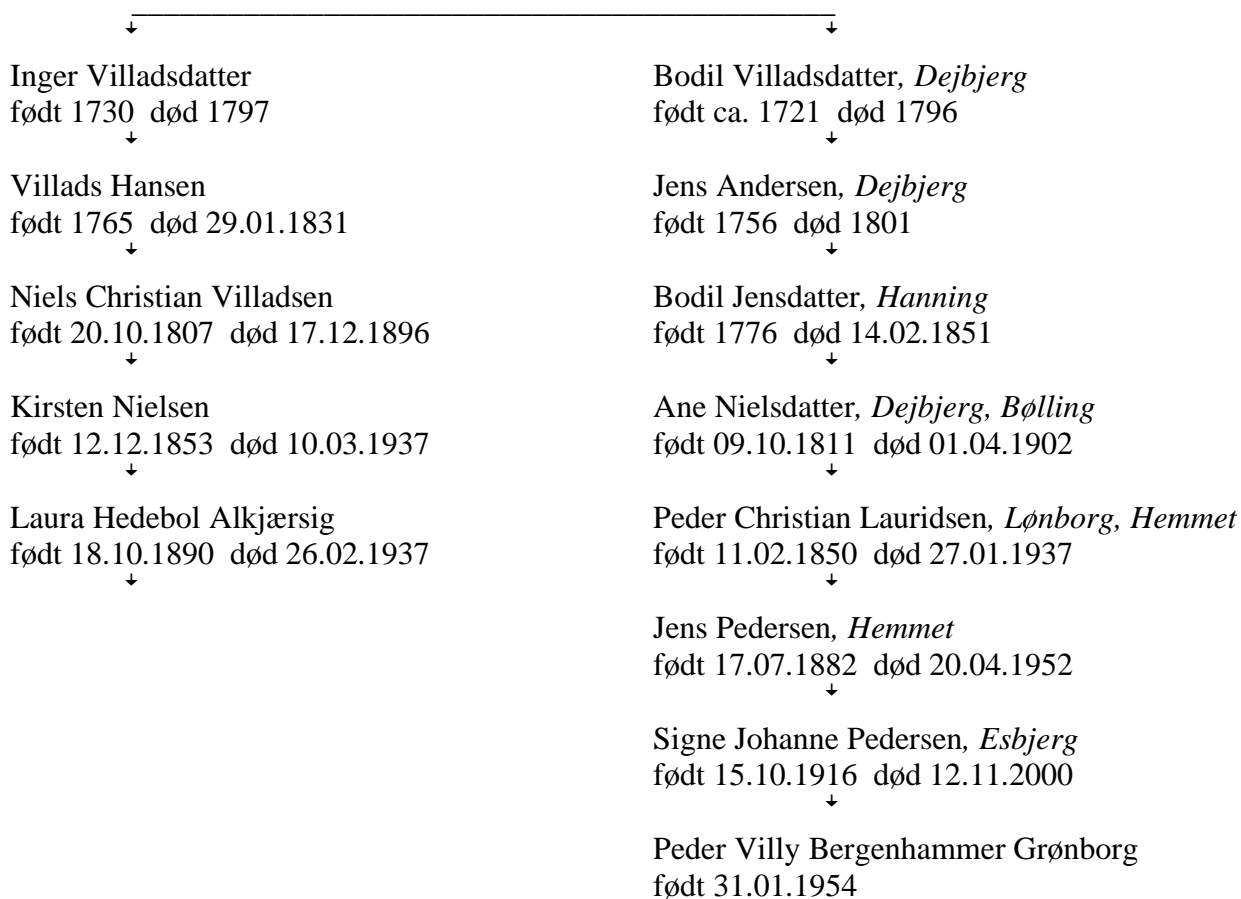 Inger Villadsdatter
født 1730 død 1797
Villads Hansen
født 1765 død 29.01.1831
Niels Christian Villadsen
født 20.10.1807 død 17.12.1896
Kirsten Nielsen
født 12.12.1853 død 10.03.1937
Laura Hedebol Alkjærsig
født 18.10.1890 død 26.02.1937
Bodil Villadsdatter, Dejbjerg
født ca. 1721 død 1796
Jens Andersen, Dejbjerg
født 1756 død 1801
Bodil Jensdatter, Hanning
født 1776 død 14.02.1851
Ane Nielsdatter, Dejbjerg, Bølling
født 09.10.1811 død 01.04.1902
Peder Christian Lauridsen, Lønborg, Hemmet
født 11.02.1850 død 27.01.1937
Jens Pedersen, Hemmet
født 17.07.1882 død 20.04.1952
Signe Johanne Pedersen, Esbjerg
født 15.10.1916 død 12.11.2000
Peder Villy Bergenhammer Grønborg
født 31.01.1954